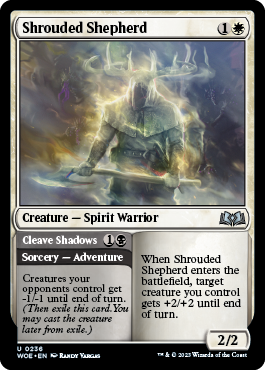 Shrouded Shepherd 1
Creature — Spirit Warrior
Cleave Shadows 1
Sorcery — Adventure
Creatures your
opponents control get
-1/-1 until end of turn.
(Then exile this card. You
may cast the creature
later from exile.)
When Shrouded
Shepherd enters the
battlefield, target
creature you control
gets +2/+2 until end
of turn.
2/2
U 0236
WOE • EN RANDY VARGAS
™ & © 2023 Wizards of the Coast